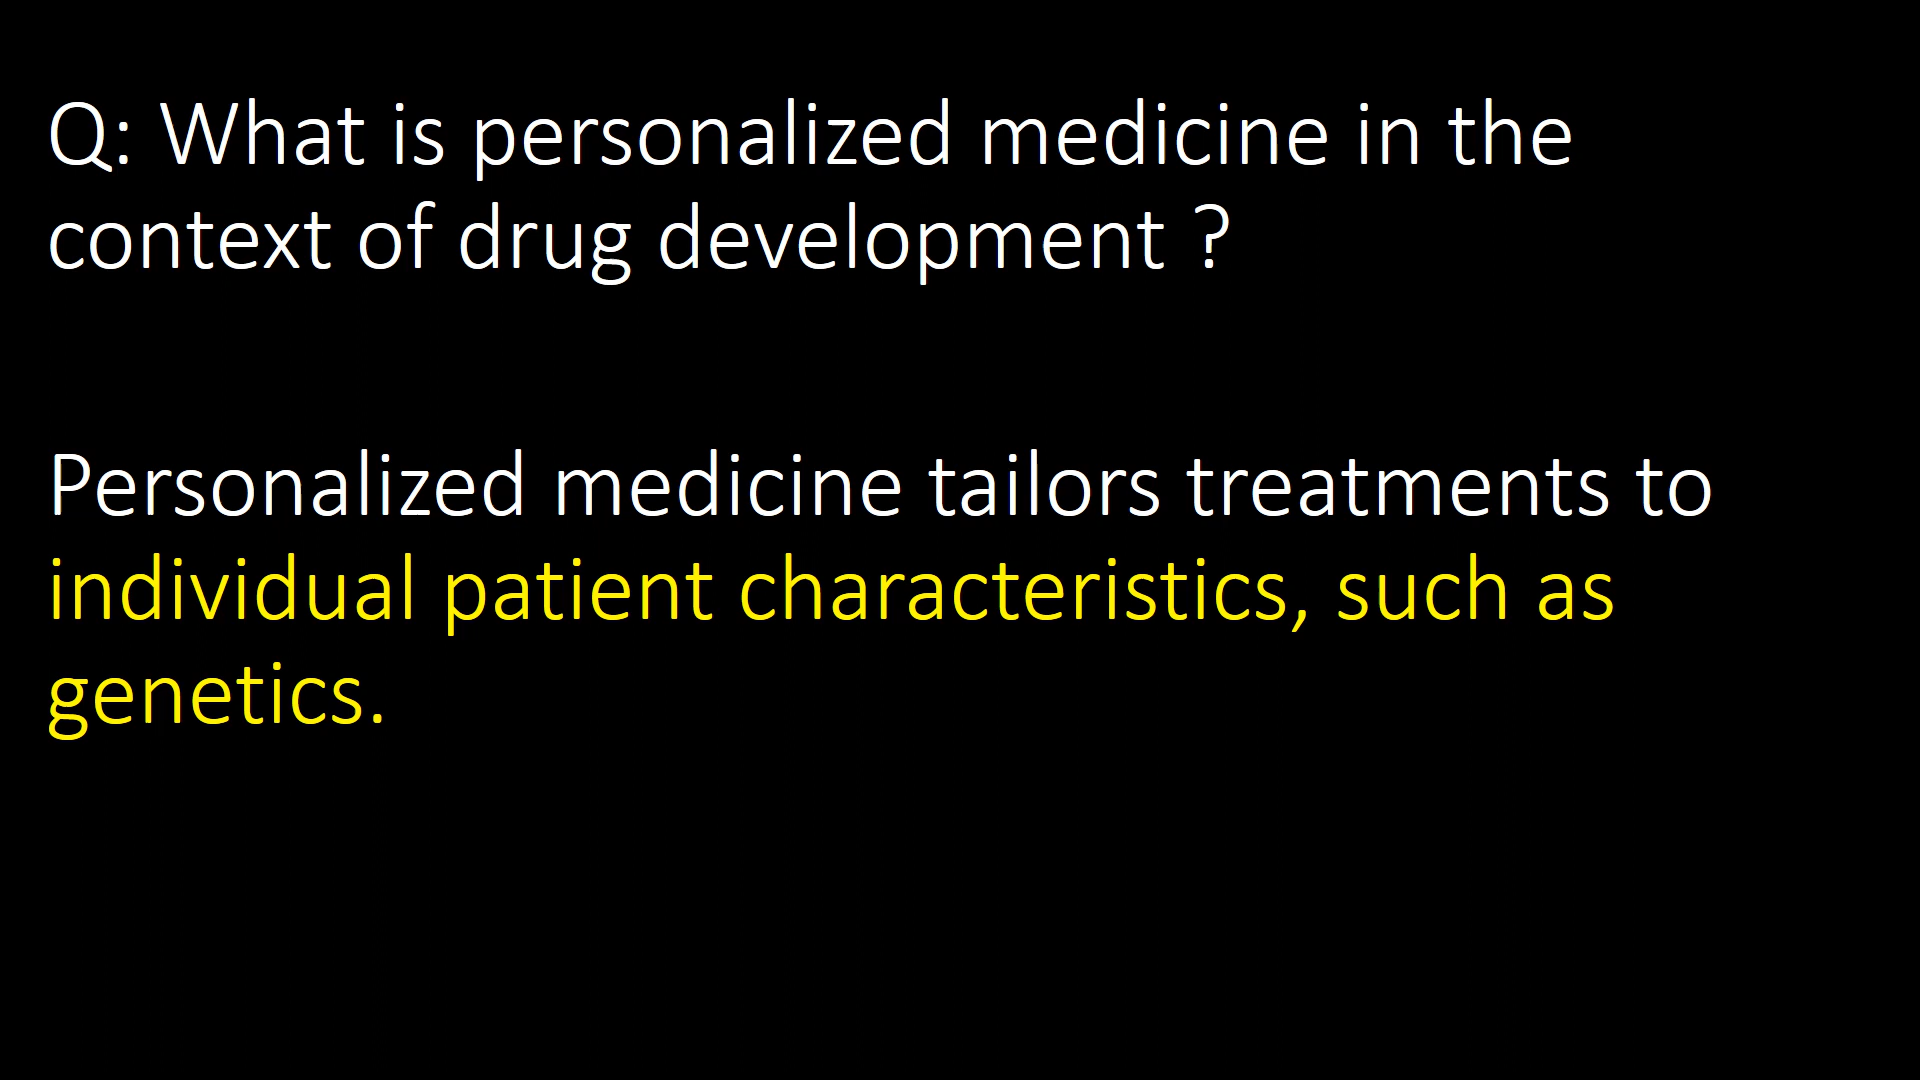 Q: What is personalized medicine in the
context of drug development ?
Personalized medicine tailors treatments to
individual patient characteristics, such as
genetics.